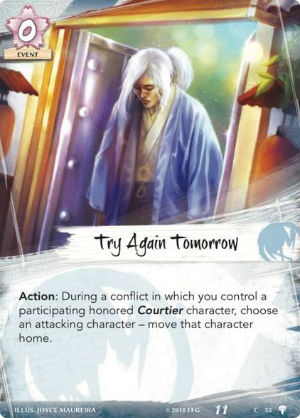 0
EVENT
Try Again Tomorrow
Action: During a conflict in which you control a
participating honored Courtier character, choose
an attacking character – move that character
home.
ILLUS: JOYCE MAUREIRA © 2018 FFG 11 C 55